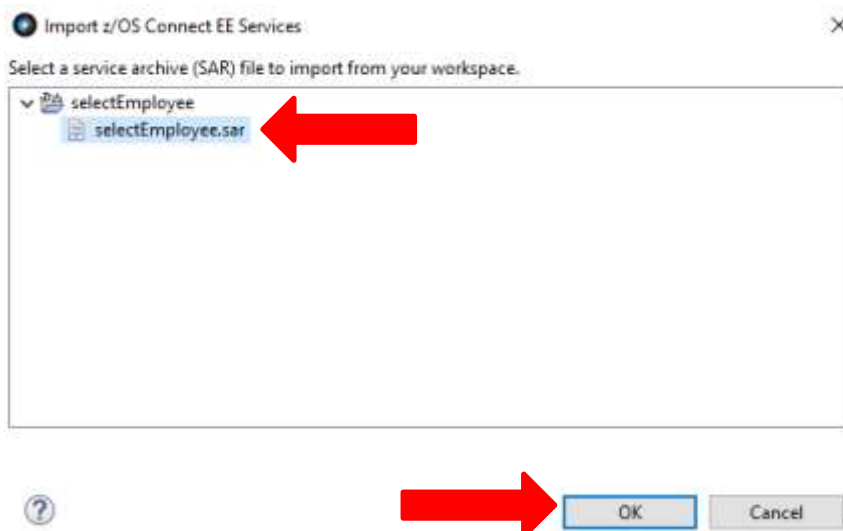 Import z/OS Connect EE Services
Select a service archive (SAR) file to import from your workspace.
selectEmployee
selectEmployee.sar
OK
Cancel